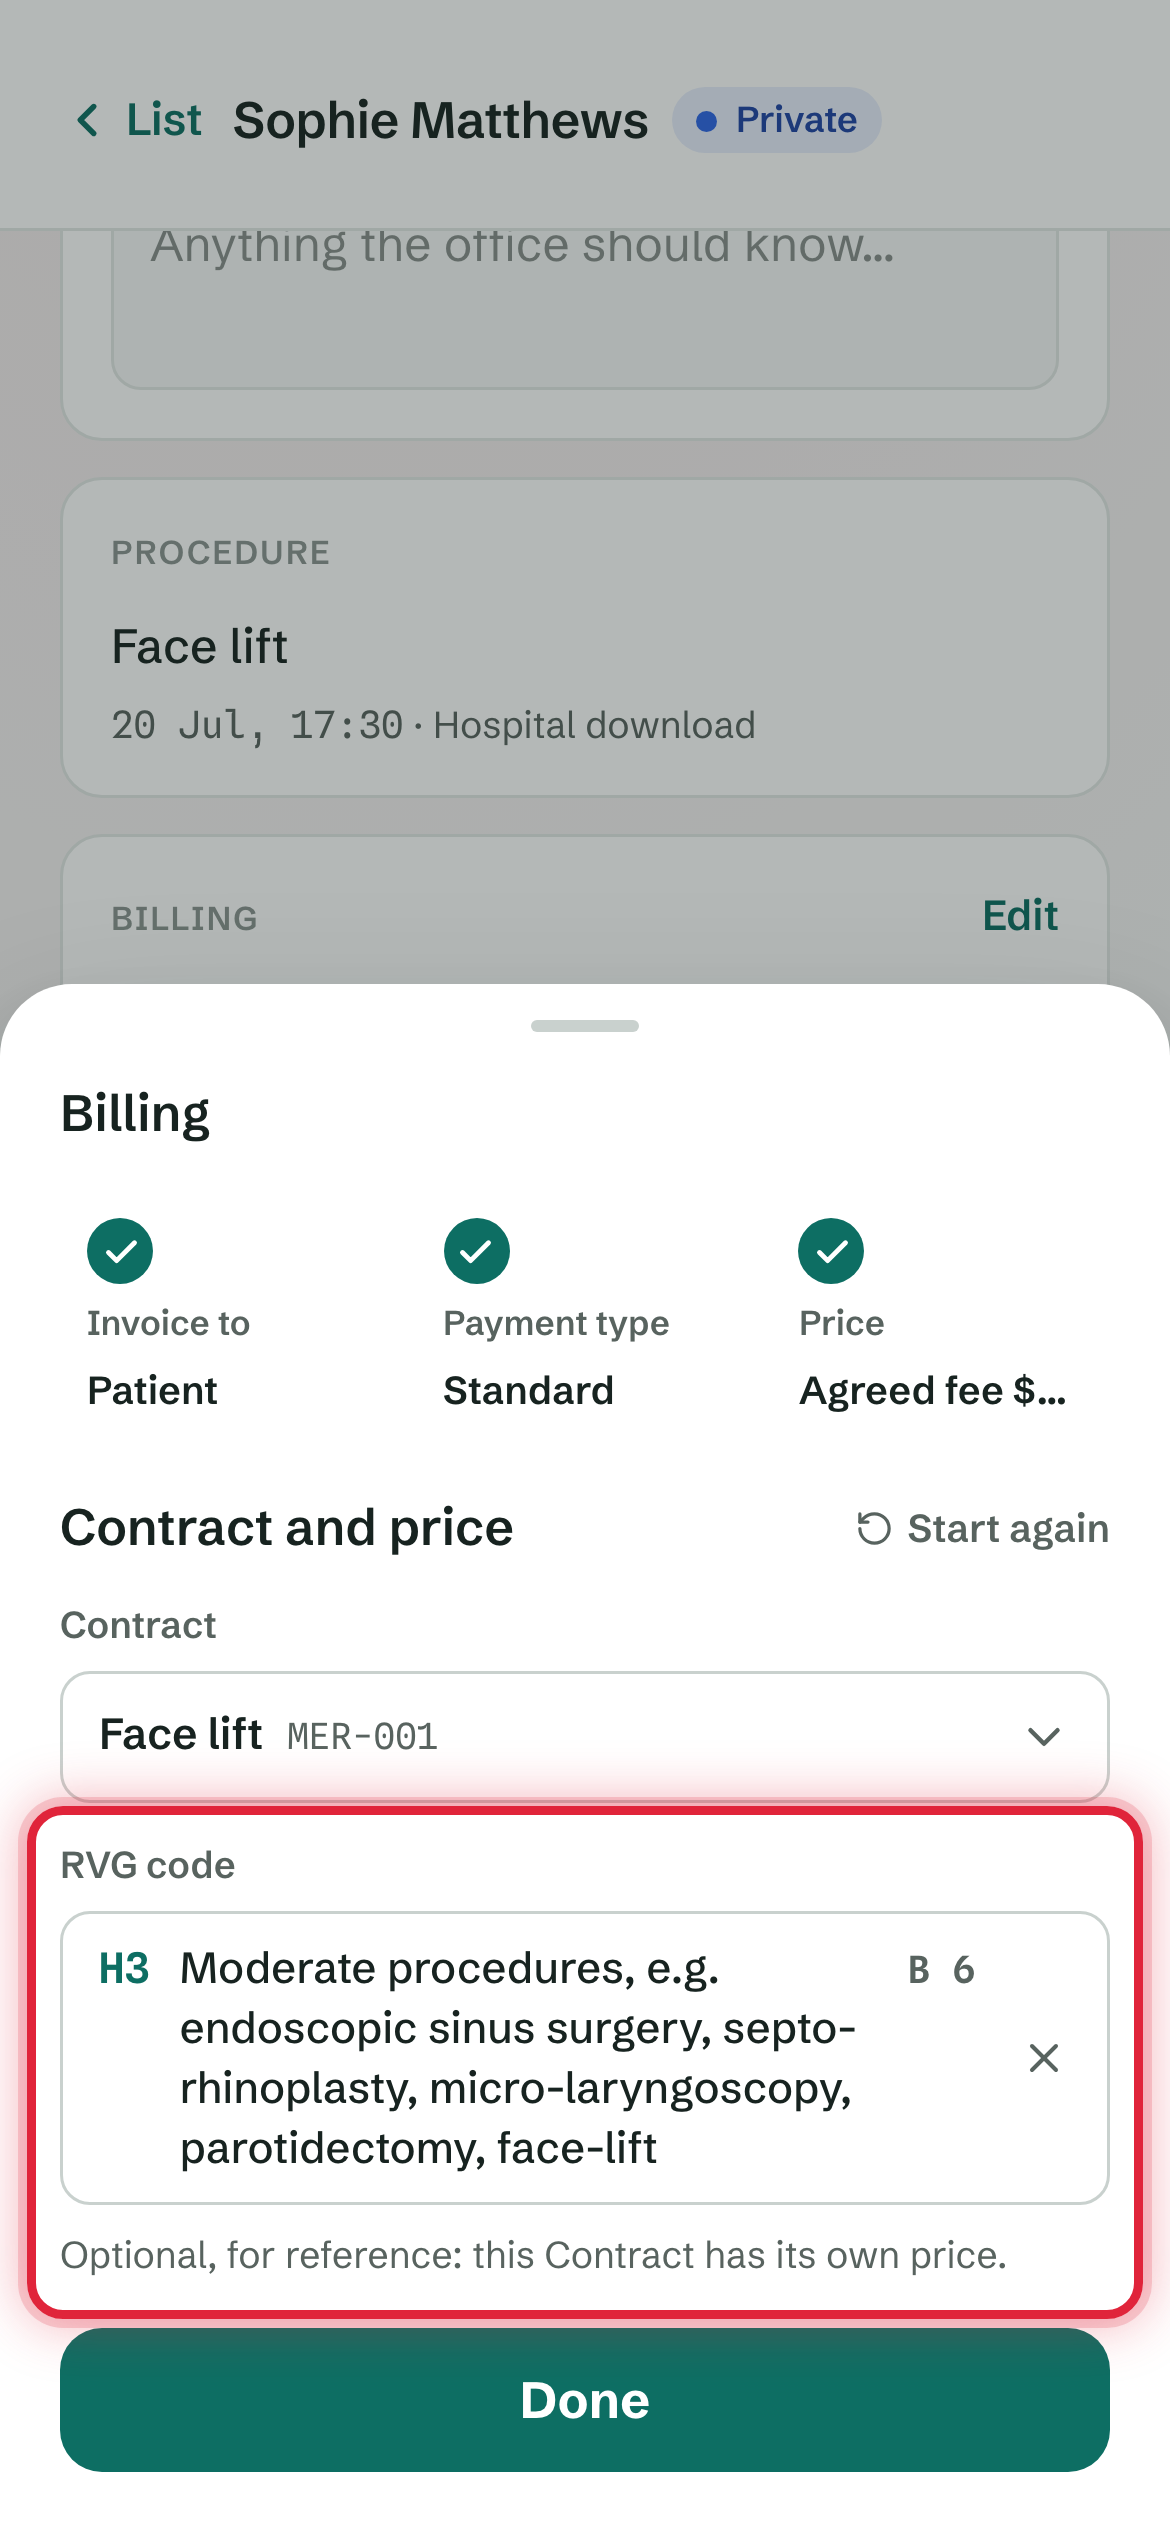 List Sophie Matthews Private
Anything the office should know...
PROCEDURE
Face lift
20 Jul, 17:30 · Hospital download
BILLING Edit
Billing
Invoice to Payment type Price
Patient Standard Agreed fee $...
Contract and price Start again
Contract
Face lift MER-001
RVG code
H3 Moderate procedures, e.g. B 6
endoscopic sinus surgery, septo-
rhinoplasty, micro-laryngoscopy,
parotidectomy, face-lift
Optional, for reference: this Contract has its own price.
Done